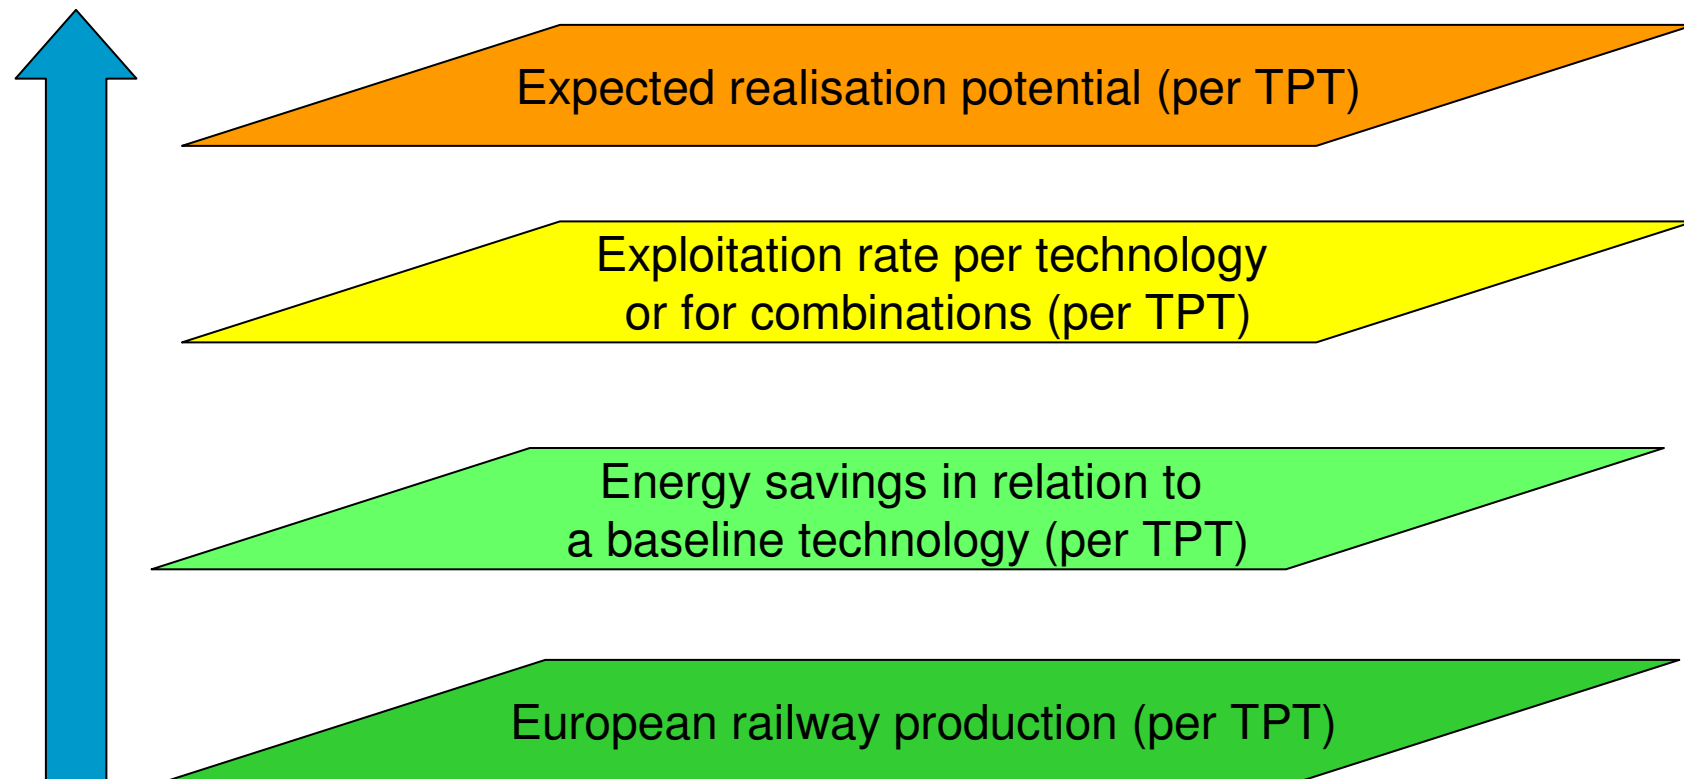 Expected realisation potential (per TPT)
Exploitation rate per technology
or for combinations (per TPT)
Energy savings in relation to
a baseline technology (per TPT)
European railway production (per TPT)